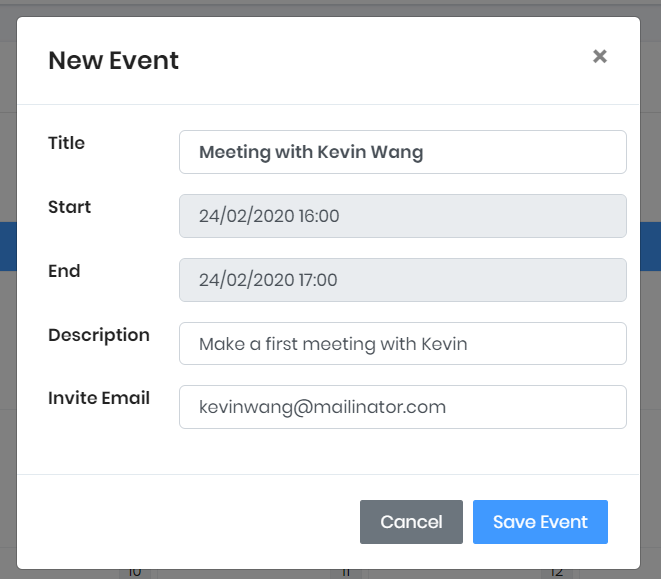 New Event
×
Title
Meeting with Kevin Wang
Start
24/02/2020 16:00
End
24/02/2020 17:00
Description
Make a first meeting with Kevin
Invite Email
kevinwang@mailinator.com
Cancel
Save Event
10
11
12